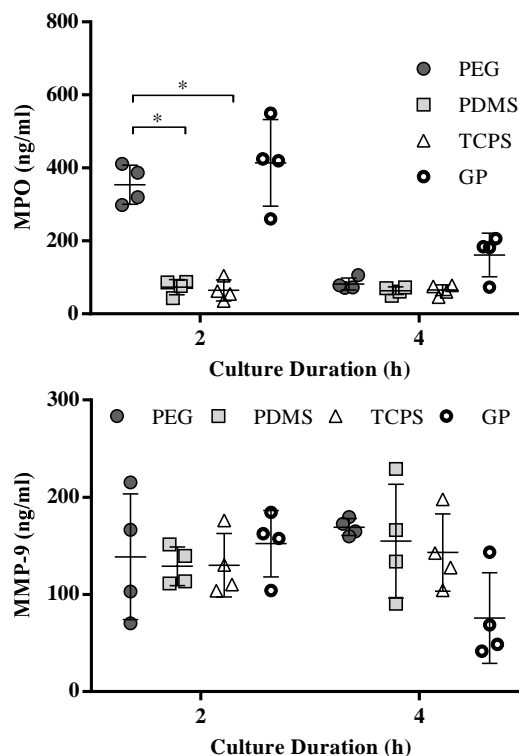 800
600
400
200
0
MPO (ng/ml)
*
*
PEG
PDMS
TCPS
GP
2
4
Culture Duration (h)
300
200
100
0
MMP-9 (ng/ml)
PEG PDMS TCPS GP
2
4
Culture Duration (h)